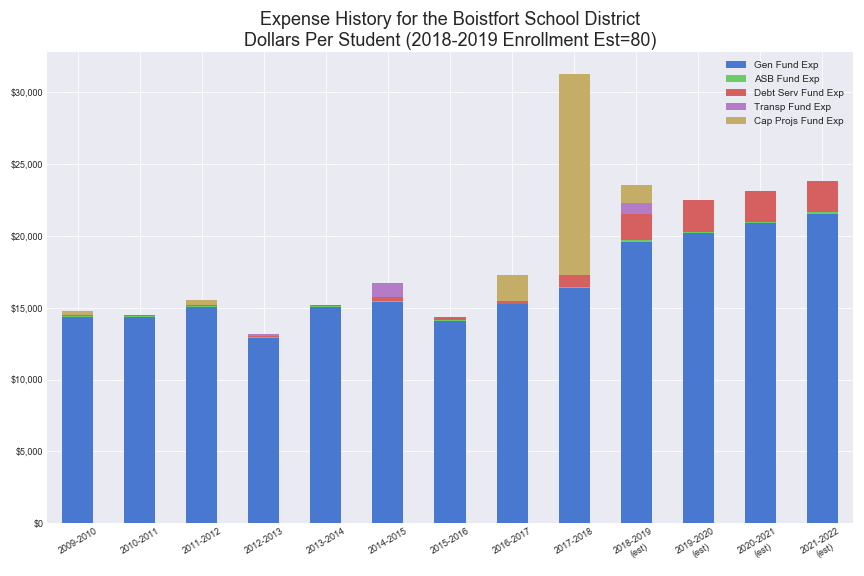 Expense History for the Boistfort School District
Dollars Per Student (2018-2019 Enrollment Est=80)
Gen Fund Exp
ASB Fund Exp
Debt Serv Fund Exp
Transp Fund Exp
Cap Projs Fund Exp
$30,000
$25,000
$20,000
$15,000
$10,000
$5,000
$0
2009-2010
2010-2011
2011-2012
2012-2013
2013-2014
2014-2015
2015-2016
2016-2017
2017-2018
2018-2019
(est)
2019-2020
(est)
2020-2021
(est)
2021-2022
(est)